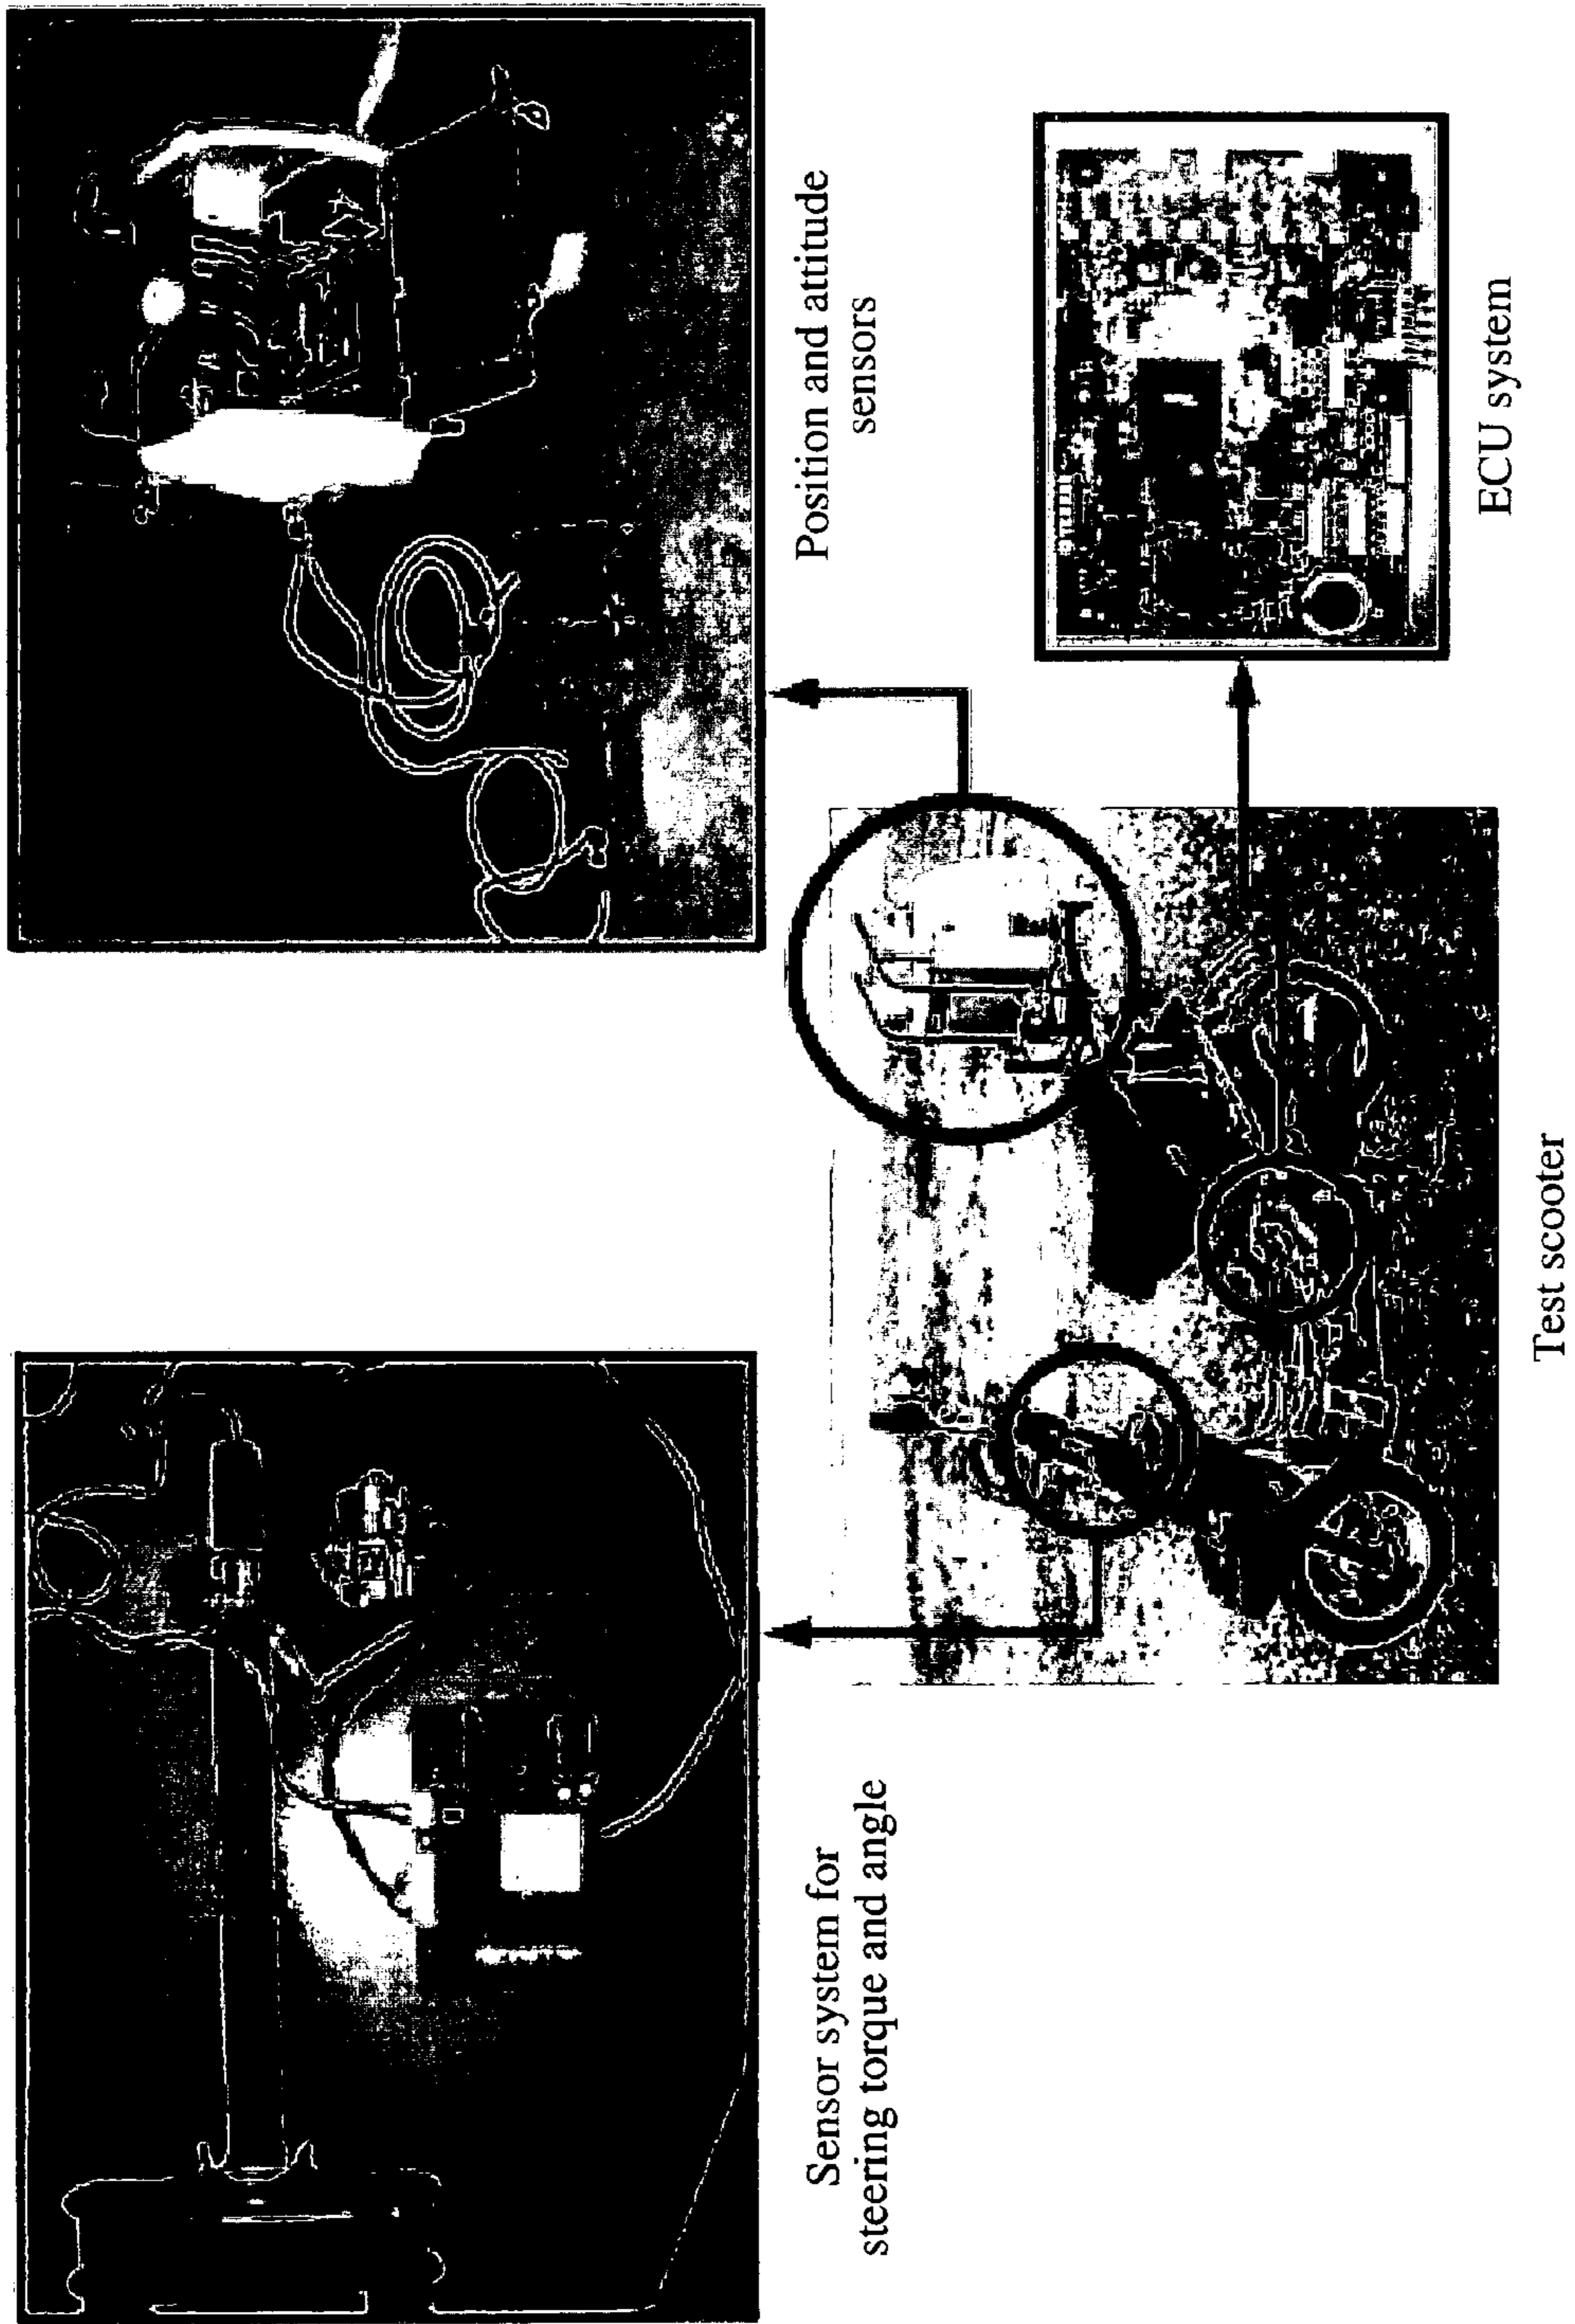 Sensor system for
steering torque and angle
Position and attitude
sensors
Test scooter
ECU system